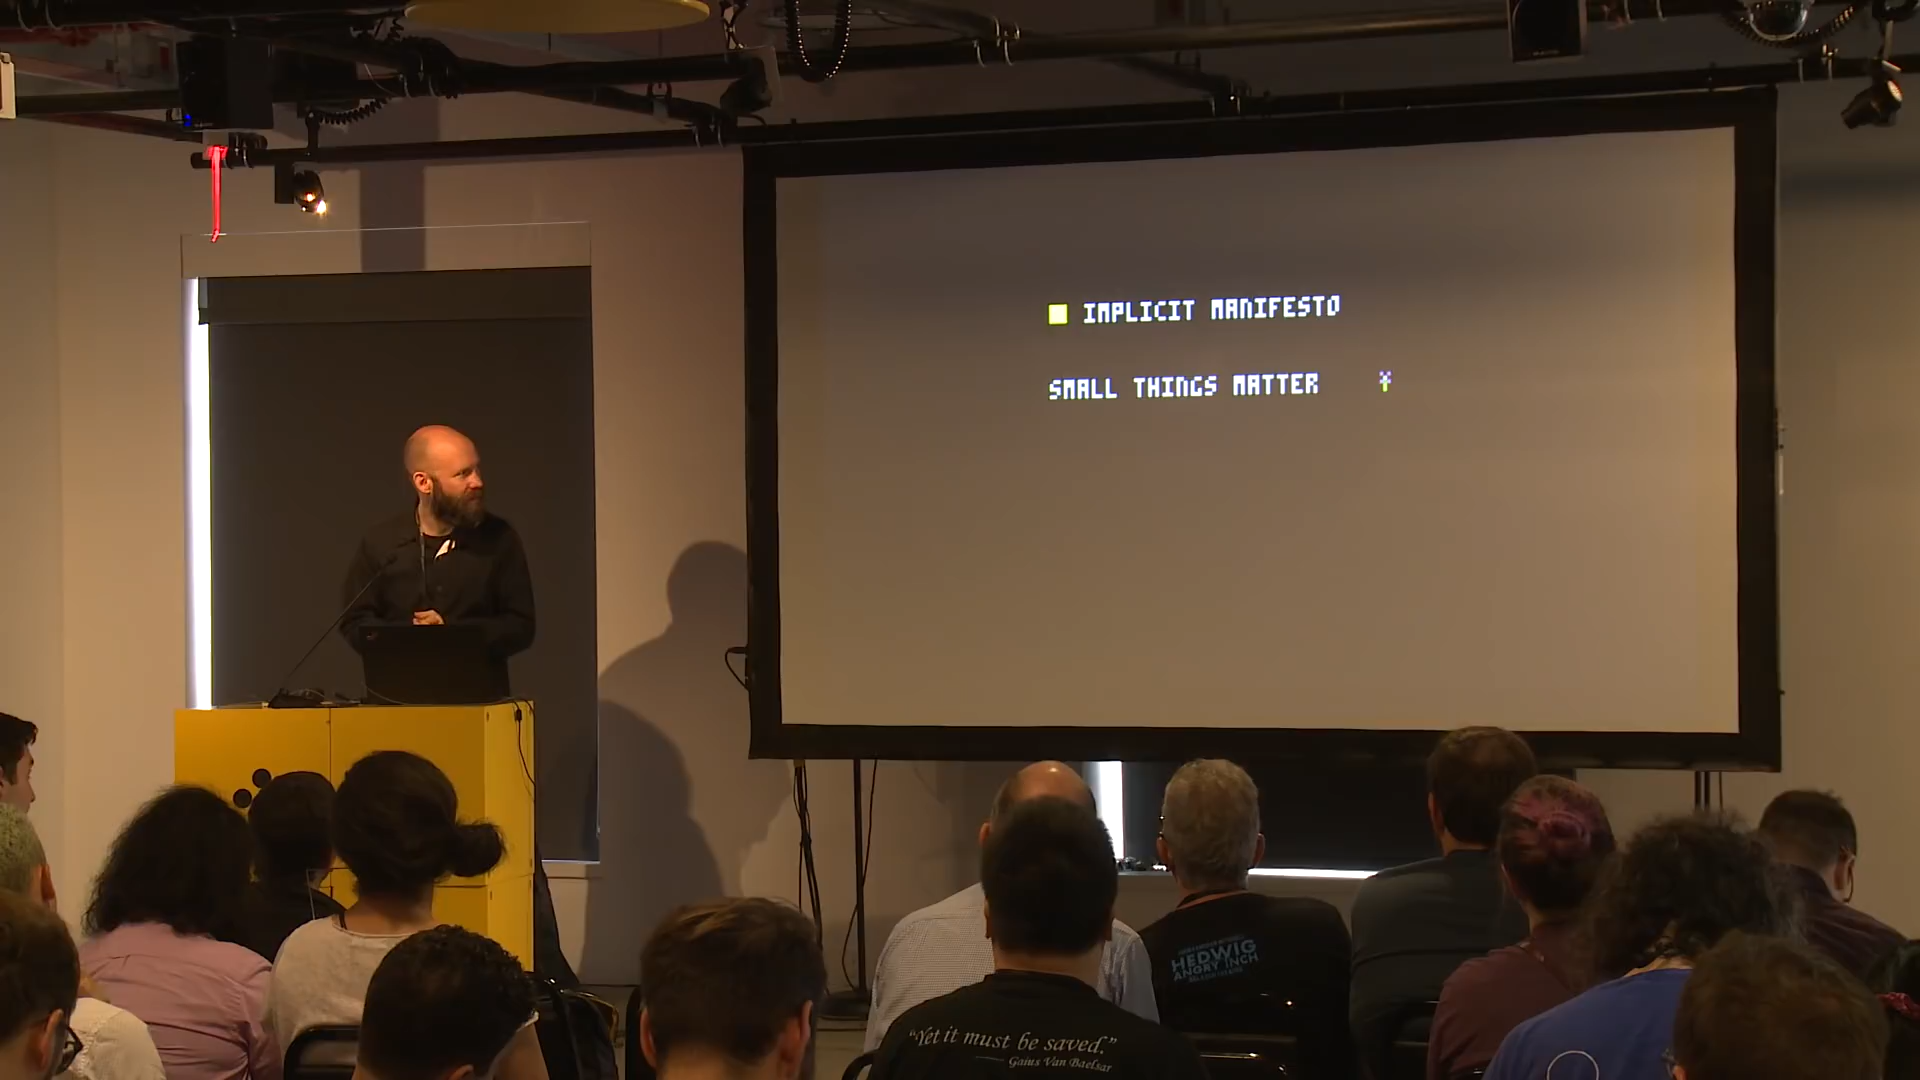 IMPLICIT MANIFESTO
SMALL THINGS MATTER
HEDWIG
ANGRY INCH
"Yet it must be saved."
Gaius Van Baelsar